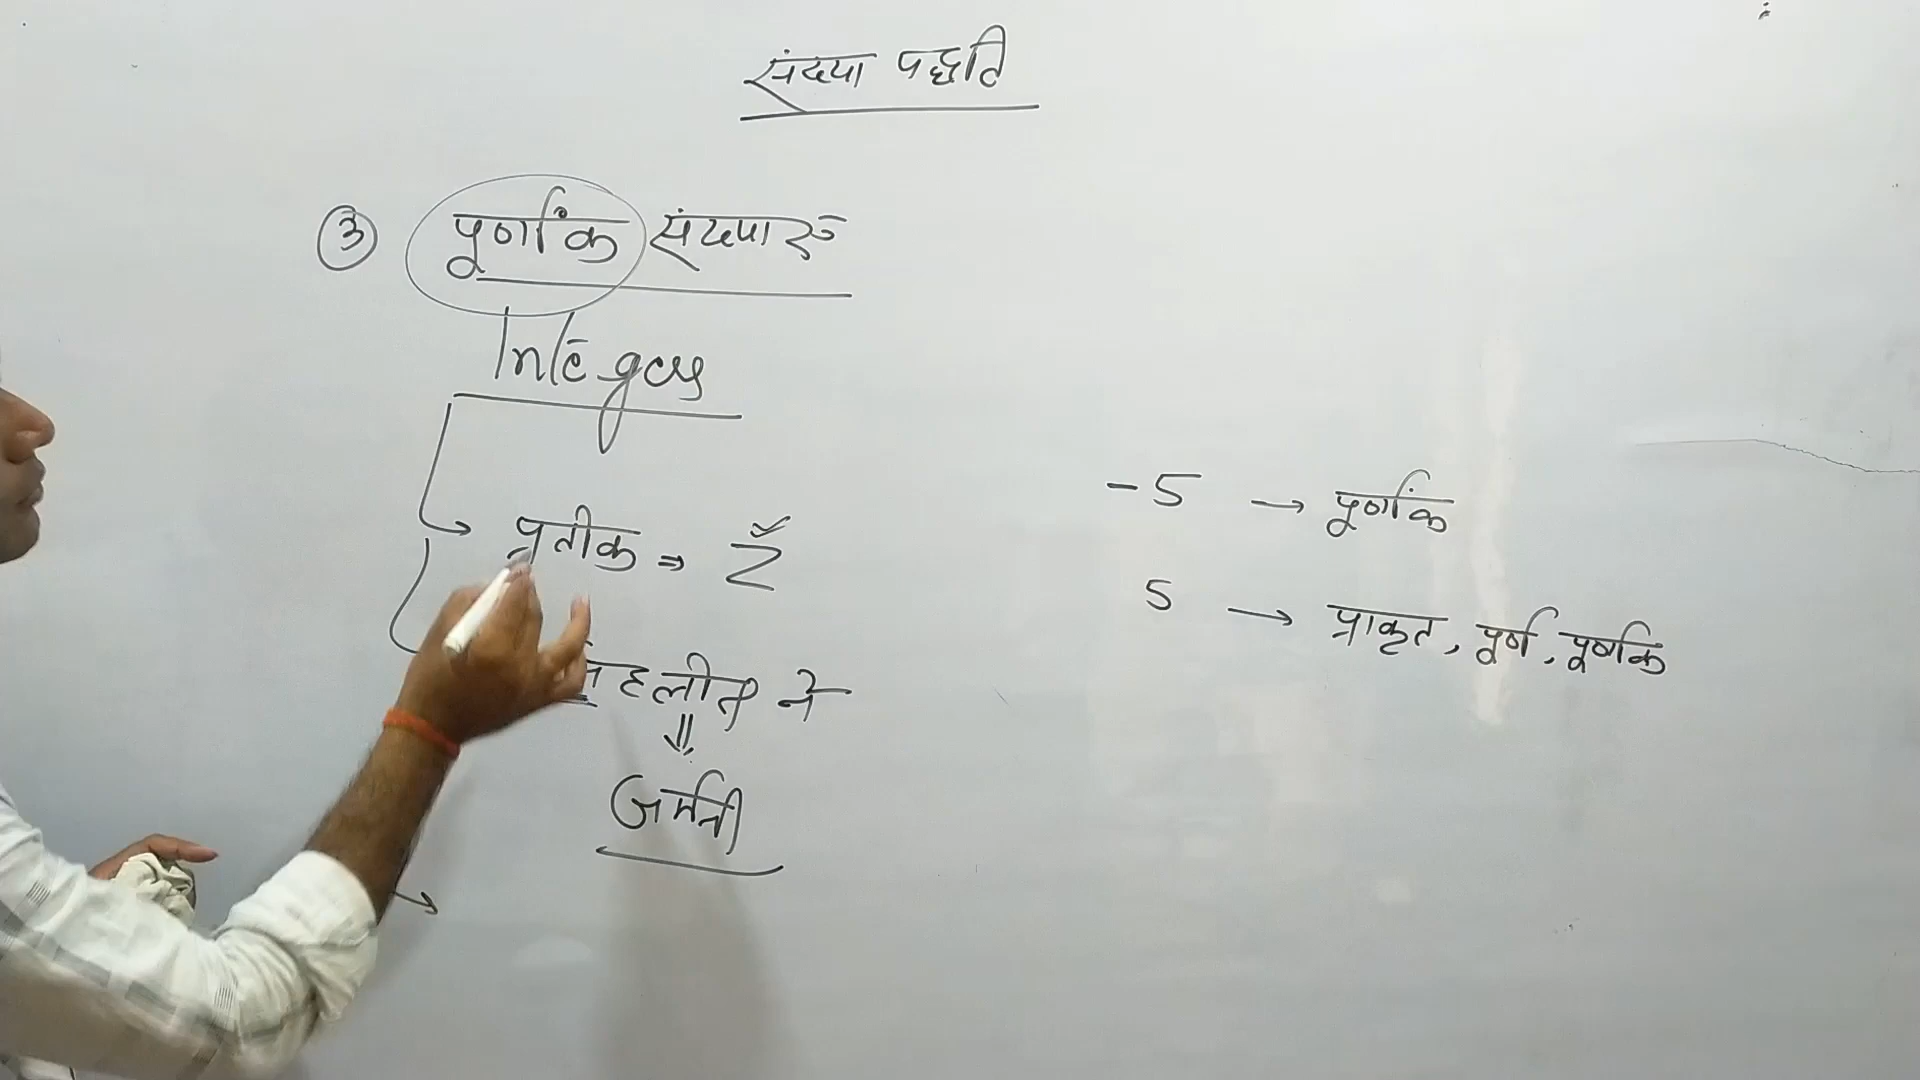 संख्या पद्धति
③ पूर्णांक संख्याएं
Integers
प्रतीक ⇒ Z
ने
⇓
जर्मनी
-5 → पूर्णांक
5 → प्राकृत, पूर्ण, पूर्णांक